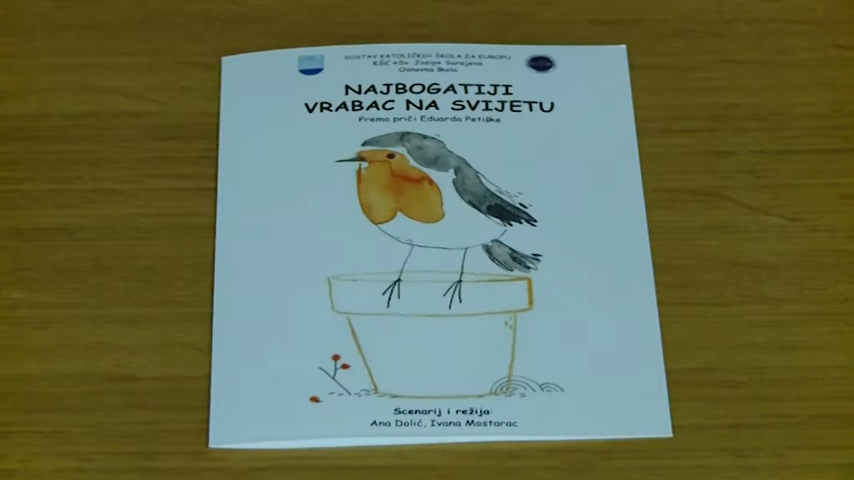 SUSTAV KATOLIČKIH ŠKOLA ZA EUROPU
KŠC «Sv. Josip» Sarajevo
Osnovna škola
NAJBOGATIJI
VRABAC NA SVIJETU
Prema priči Eduarda Petiške
Scenarij i režija:
Ana Dolić, Ivana Mostarac